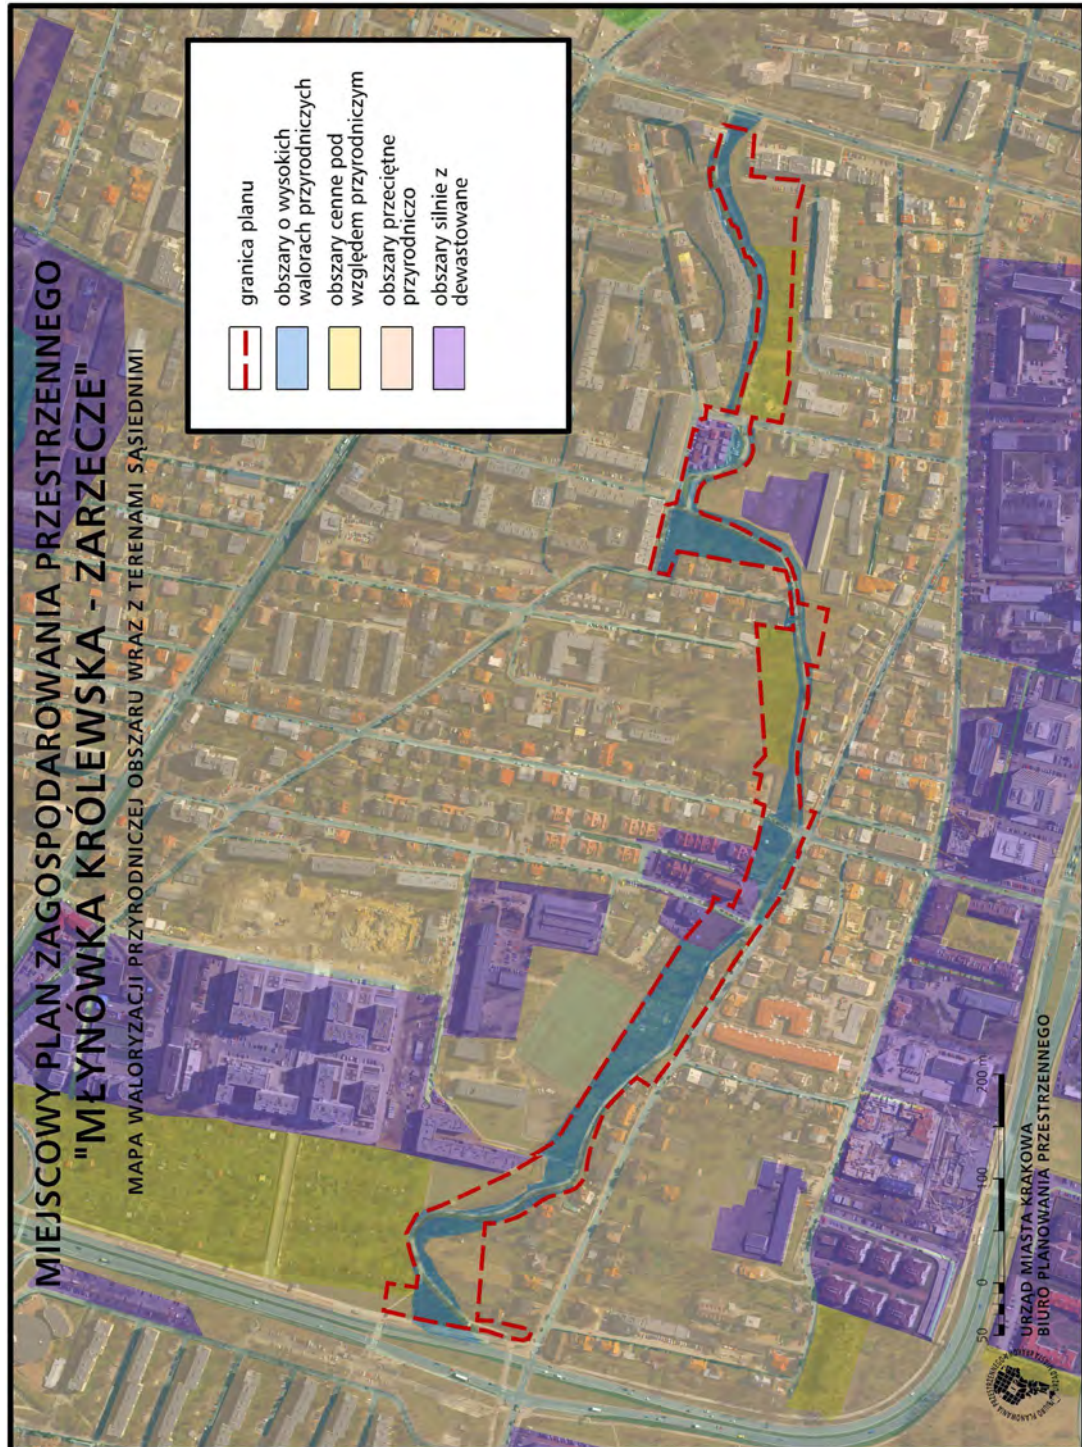 MIEJSCOWY PLAN ZAGOSPODAROWANIA PRZESTRZENNEGO
"MŁYNÓWKA KRÓLEWSKA - ZARZECZE"
MAPA WALORYZACJI PRZYRODNICZEJ OBSZARU WRAZ Z TERENAMI SĄSIEDNIMI
granica planu
obszary o wysokich
walorach przyrodniczych
obszary cenne pod
względem przyrodniczym
obszary przeciętne
przyrodniczo
obszary silnie z
dewastowane
50 0 100 200 m
URZĄD MIASTA KRAKOWA
BIURO PLANOWANIA PRZESTRZENNEGO